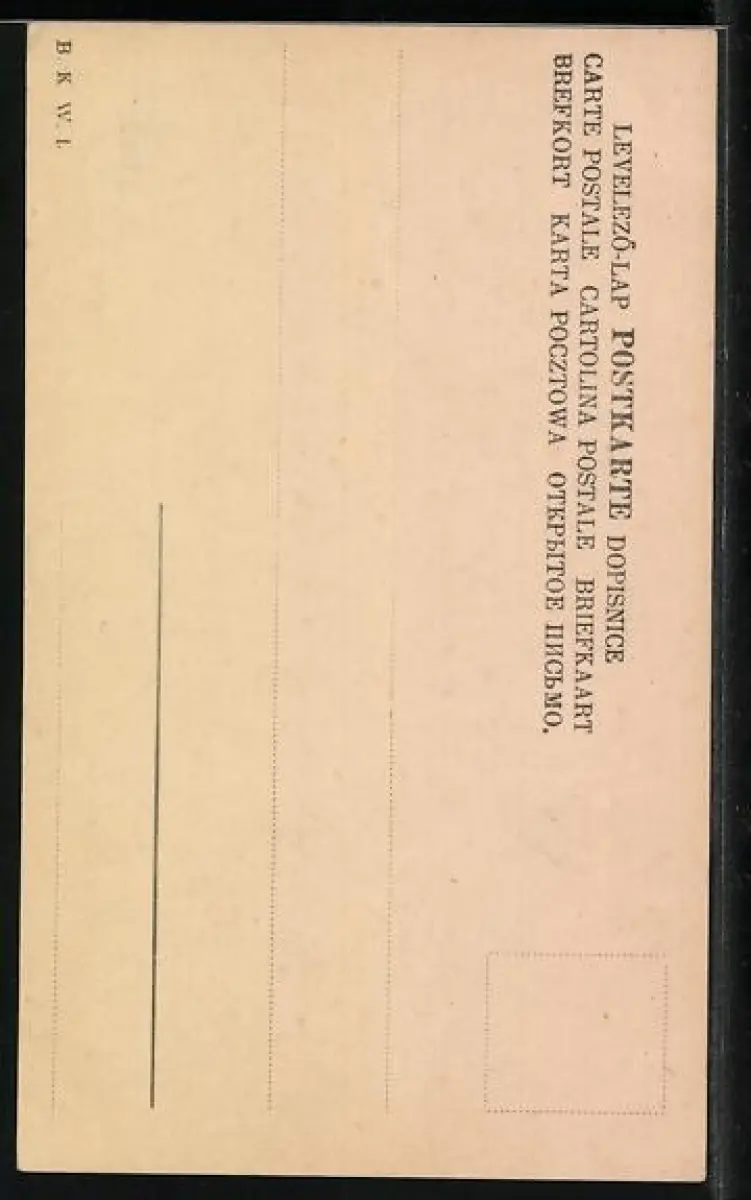 LEVELEZŐ-LAP POSTKARTE DOPISNICE
CARTE POSTALE CARTOLINA POSTALE BRIEFKAART
BREFKORT KARTA POCZTOWA ОТКРЫТОЕ ПИСЬМО.
B. K. W. I.